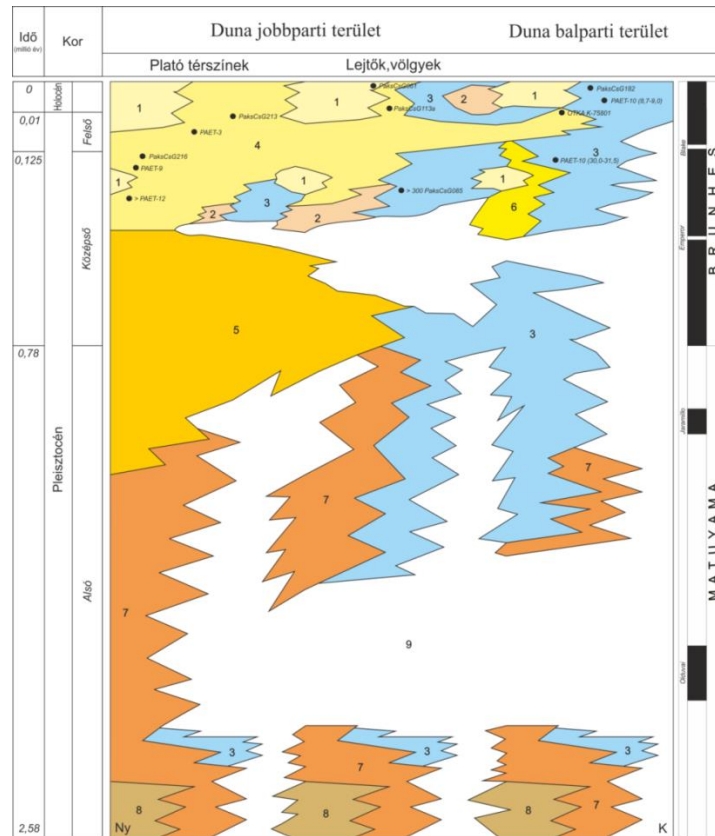 Idő
(millió év)
Kor
Duna jobbparti terület
Duna balparti terület
Plató térszínek
Lejtők,völgyek
0
0,01
0,125
0,78
2,58
Holocén
Pleisztocén
Felső
Középső
Alsó
1
1
1
1
1
1
2
2
2
3
3
3
3
3
3
3
3
4
5
6
7
7
7
7
7
8
8
8
9
PaksCsG081
PaksCsG113a
PaksCsG213
PAET-3
PaksCsG216
PAET-9
> PAET-12
PaksCsG182
PAET-10 (8,7-9,0)
OTKA K-75801
PAET-10 (30,0-31,5)
> 300 PaksCsG085
Ny
K
Blake
Emperor
Jaramillo
Olduvai
BRUNHES
MATUYAMA